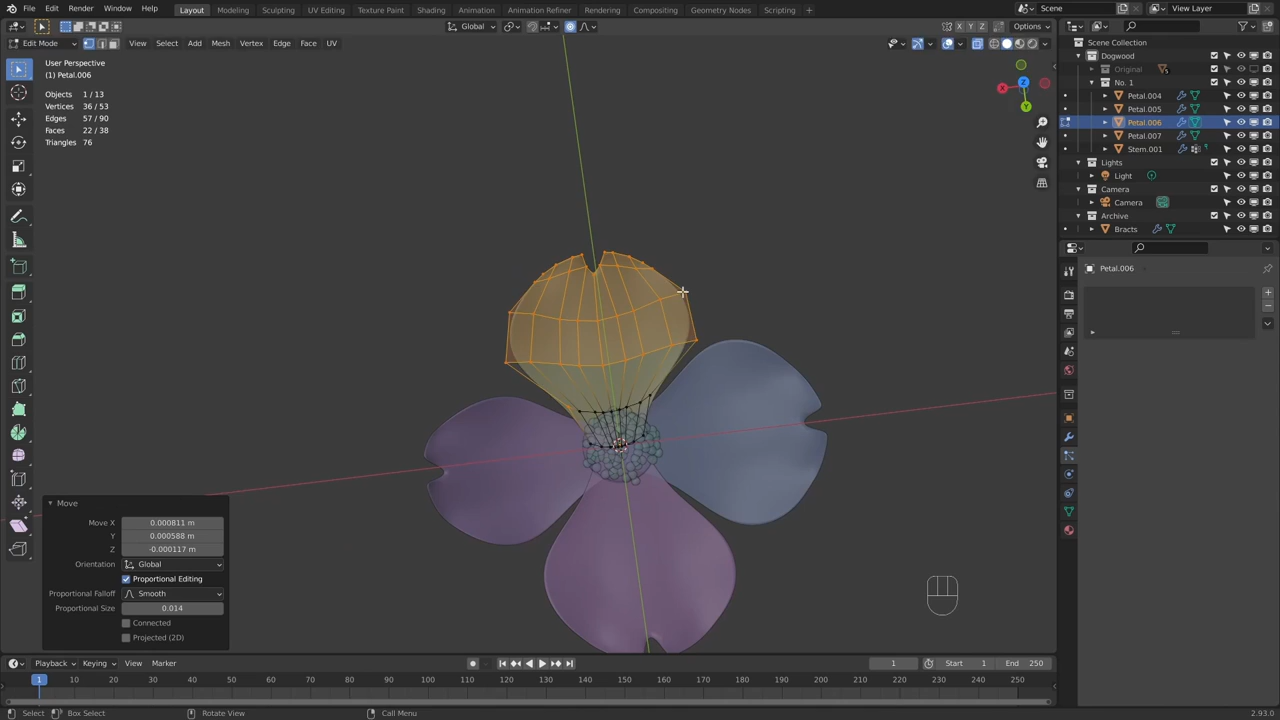 File Edit Render Window Help Layout Modeling Sculpting UV Editing Texture Paint Shading Animation Animation Refiner Rendering Compositing Geometry Nodes Scripting + Scene View Layer
Global Options
Edit Mode View Select Add Mesh Vertex Edge Face UV X Y Z
User Perspective
(1) Petal.006
Objects 1 / 13
Vertices 36 / 53
Edges 57 / 90
Faces 22 / 38
Triangles 76
X Y Z
Scene Collection
Dogwood
Original 5
No. 1
Petal.004
Petal.005
Petal.006
Petal.007
Stem.001
Lights
Light
Camera
Camera
Archive
Bracts
Petal.006
Move
Move X 0.000811 m
Y 0.000588 m
Z -0.000117 m
Orientation Global
Proportional Editing
Proportional Falloff Smooth
Proportional Size 0.014
Connected
Projected (2D)
Playback Keying View Marker 1 Start 1 End 250
1 10 20 30 40 50 60 70 80 90 100 110 120 130 140 150 160 170 180 190 200 210 220 230 240 250
Select Box Select Rotate View Call Menu 2.93.0